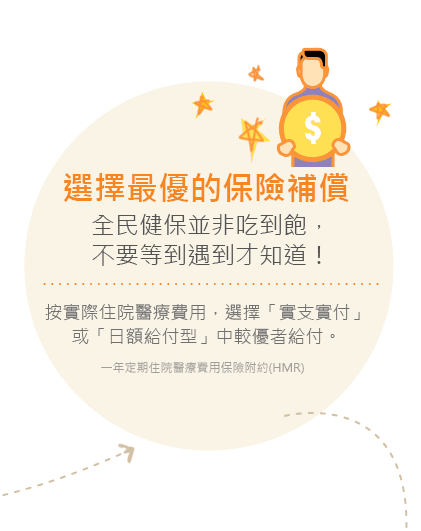 $
選擇最優的保險補償
全民健保並非吃到飽，
不要等到遇到才知道！
按實際住院醫療費用，選擇「實支實付」
或「日額給付型」中較優者給付。
一年定期住院醫療費用保險附約(HMR)